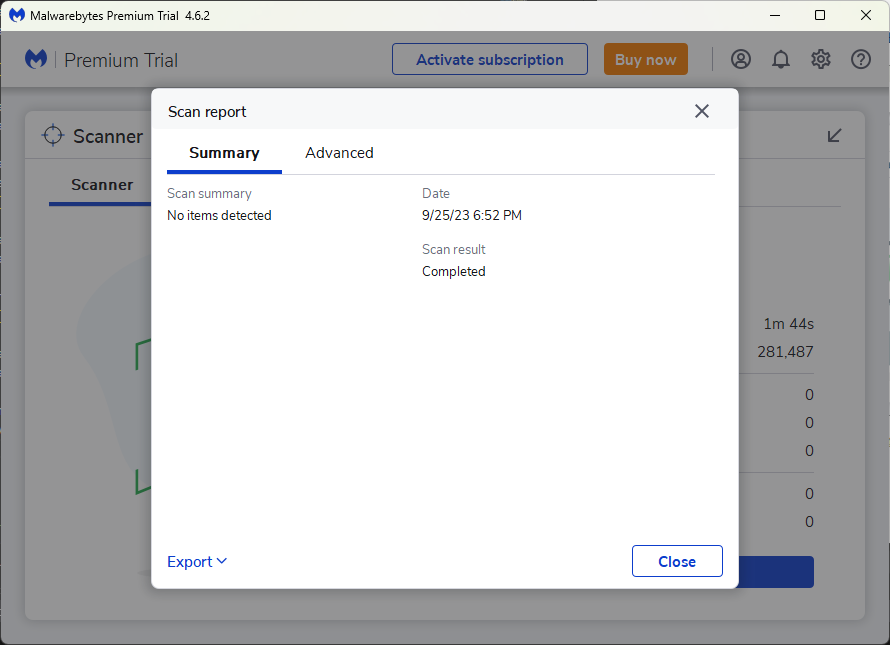 Malwarebytes Premium Trial 4.6.2
Premium Trial
Activate subscription
Buy now
Scanner
Scanner
Scan report
Summary
Advanced
Scan summary
No items detected
Date
9/25/23 6:52 PM
Scan result
Completed
1m 44s
281,487
0
0
0
0
0
Export
Close